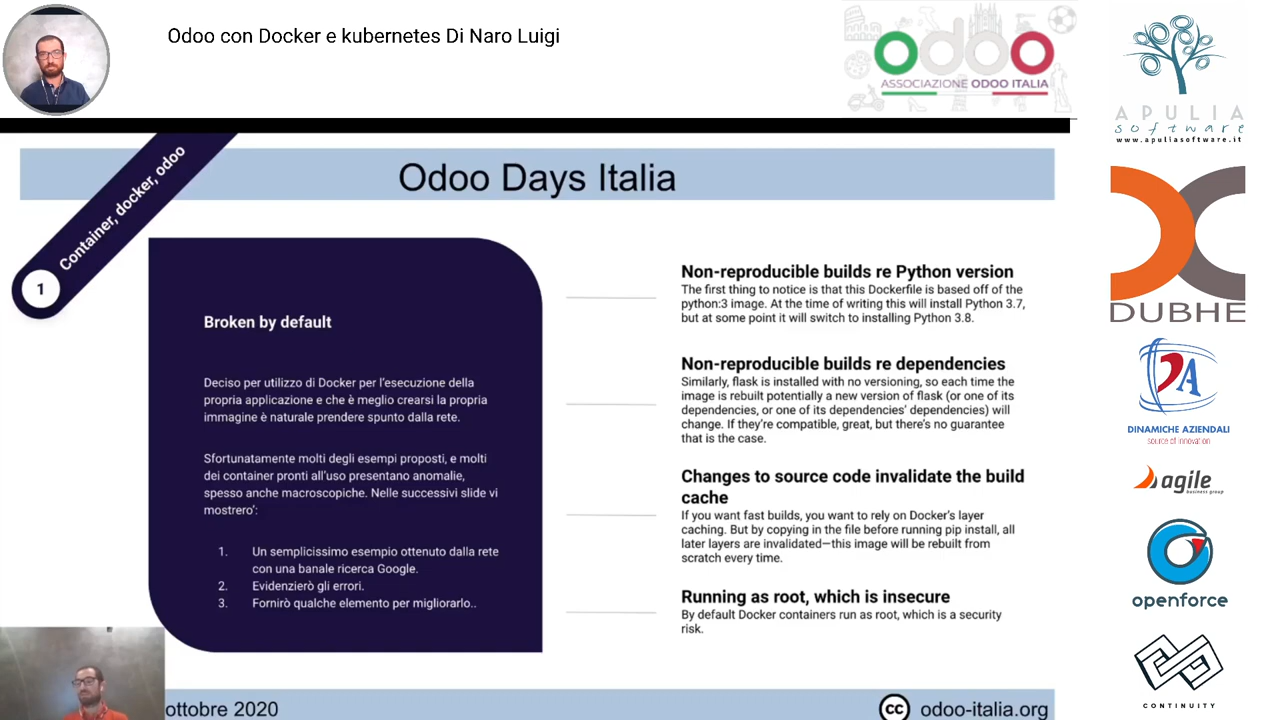 Odoo con Docker e kubernetes Di Naro Luigi
odoo
ASSOCIAZIONE ODOO ITALIA
APULIA
software
www.apuliasoftware.it
Container, docker, odoo
1
Odoo Days Italia
Broken by default
Deciso per utilizzo di Docker per l'esecuzione della
propria applicazione e che è meglio crearsi la propria
immagine è naturale prendere spunto dalla rete.
Sfortunatamente molti degli esempi proposti, e molti
dei container pronti all'uso presentano anomalie,
spesso anche macroscopiche. Nelle successivi slide vi
mostrero':
1. Un semplicissimo esempio ottenuto dalla rete
con una banale ricerca Google.
2. Evidenzierò gli errori.
3. Fornirò qualche elemento per migliorarlo..
Non-reproducible builds re Python version
The first thing to notice is that this Dockerfile is based off of the
python:3 image. At the time of writing this will install Python 3.7,
but at some point it will switch to installing Python 3.8.
Non-reproducible builds re dependencies
Similarly, flask is installed with no versioning, so each time the
image is rebuilt potentially a new version of flask (or one of its
dependencies, or one of its dependencies' dependencies) will
change. If they're compatible, great, but there's no guarantee
that is the case.
Changes to source code invalidate the build
cache
If you want fast builds, you want to rely on Docker's layer
caching. But by copying in the file before running pip install, all
later layers are invalidated—this image will be rebuilt from
scratch every time.
Running as root, which is insecure
By default Docker containers run as root, which is a security
risk.
ottobre 2020
cc odoo-italia.org
DUBHE
DA
DINAMICHE AZIENDALI
source of innovation
agile
business group
openforce
CONTINUITY